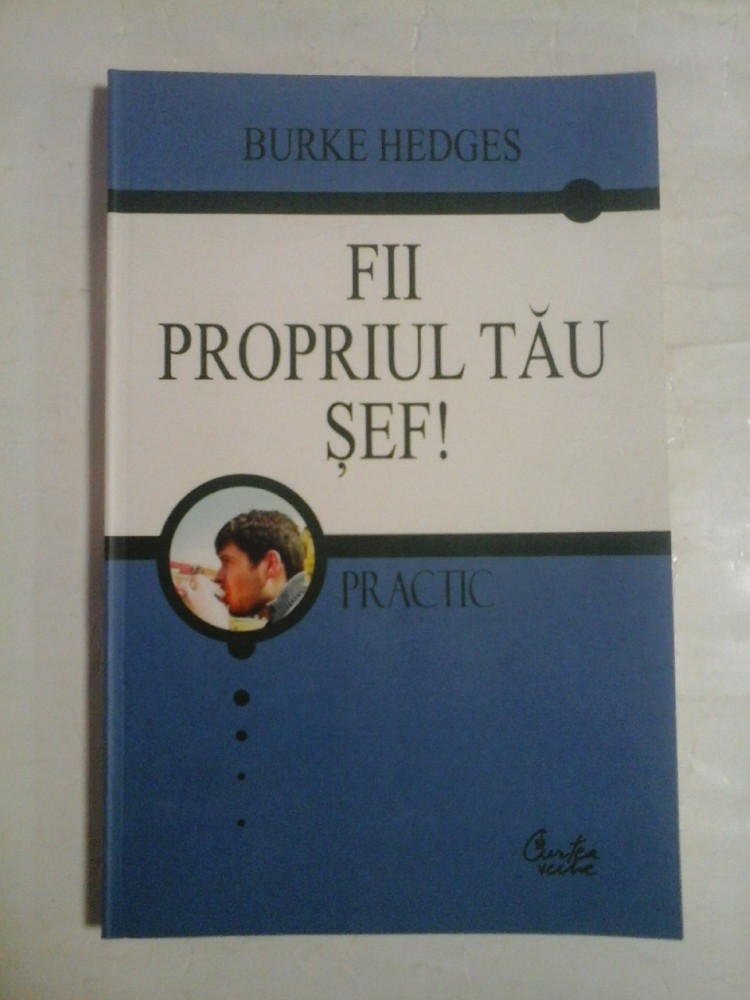 BURKE HEDGES
FII
PROPRIUL TĂU
ȘEF!
PRACTIC
Curtea
veche